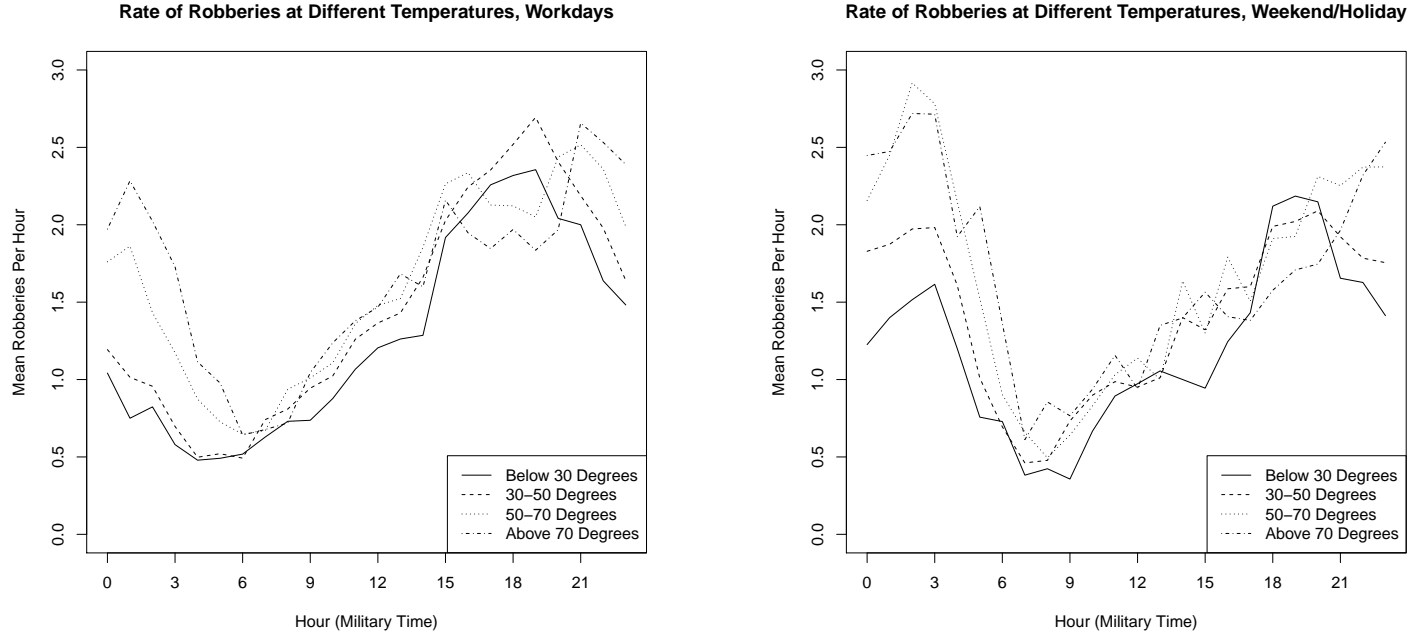 Rate of Robberies at Different Temperatures, Workdays
3.0
2.5
2.0
1.5
1.0
0.5
0.0
Mean Robberies Per Hour
0 3 6 9 12 15 18 21
Hour (Military Time)
Below 30 Degrees
30−50 Degrees
50−70 Degrees
Above 70 Degrees
Rate of Robberies at Different Temperatures, Weekend/Holiday
3.0
2.5
2.0
1.5
1.0
0.5
0.0
Mean Robberies Per Hour
0 3 6 9 12 15 18 21
Hour (Military Time)
Below 30 Degrees
30−50 Degrees
50−70 Degrees
Above 70 Degrees